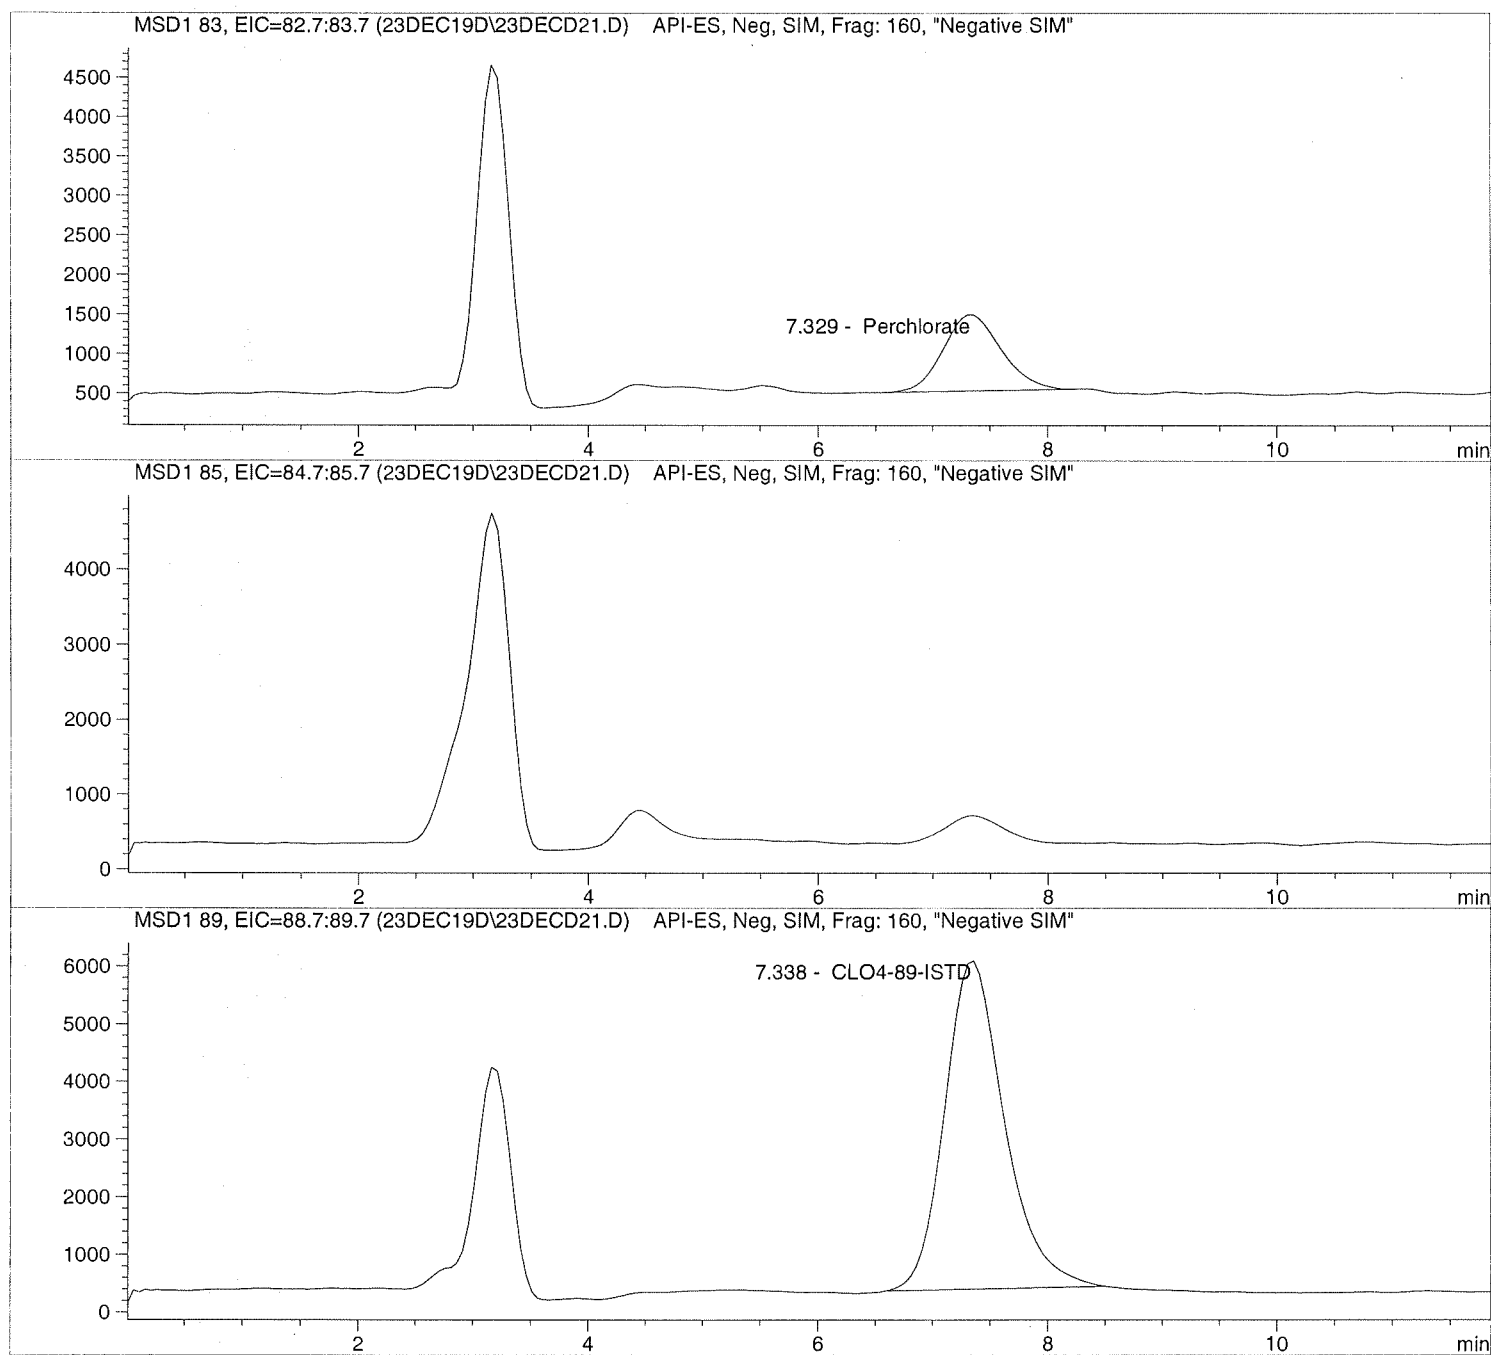 MSD1 83, EIC=82.7:83.7 (23DEC19D\23DECD21.D) API-ES, Neg, SIM, Frag: 160, "Negative SIM"
4500
4000
3500
3000
2500
2000
1500
1000
500
7.329 - Perchlorate
2 4 6 8 10 min
MSD1 85, EIC=84.7:85.7 (23DEC19D\23DECD21.D) API-ES, Neg, SIM, Frag: 160, "Negative SIM"
4000
3000
2000
1000
0
2 4 6 8 10 min
MSD1 89, EIC=88.7:89.7 (23DEC19D\23DECD21.D) API-ES, Neg, SIM, Frag: 160, "Negative SIM"
6000
5000
4000
3000
2000
1000
0
7.338 - CLO4-89-ISTD
2 4 6 8 10 min